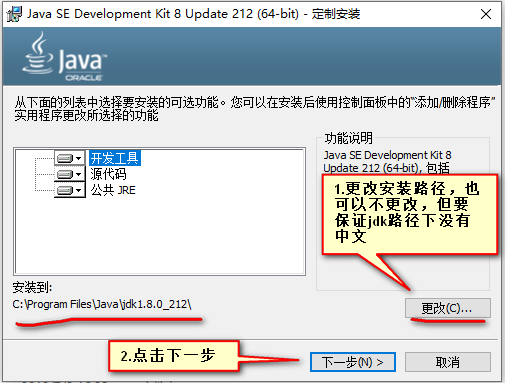 Java SE Development Kit 8 Update 212 (64-bit) - 定制安装
Java
ORACLE
从下面的列表中选择要安装的可选功能。您可以在安装后使用控制面板中的“添加/删除程序”
实用程序更改所选择的功能
开发工具
源代码
公共 JRE
功能说明
Java SE Development Kit 8
Update 212 (64-bit), 包括
1.更改安装路径，也
可以不更改，但要
保证jdk路径下没有
中文
安装到:
C:\Program Files\Java\jdk1.8.0_212\
更改(C)...
2.点击下一步
下一步(N) >
取消